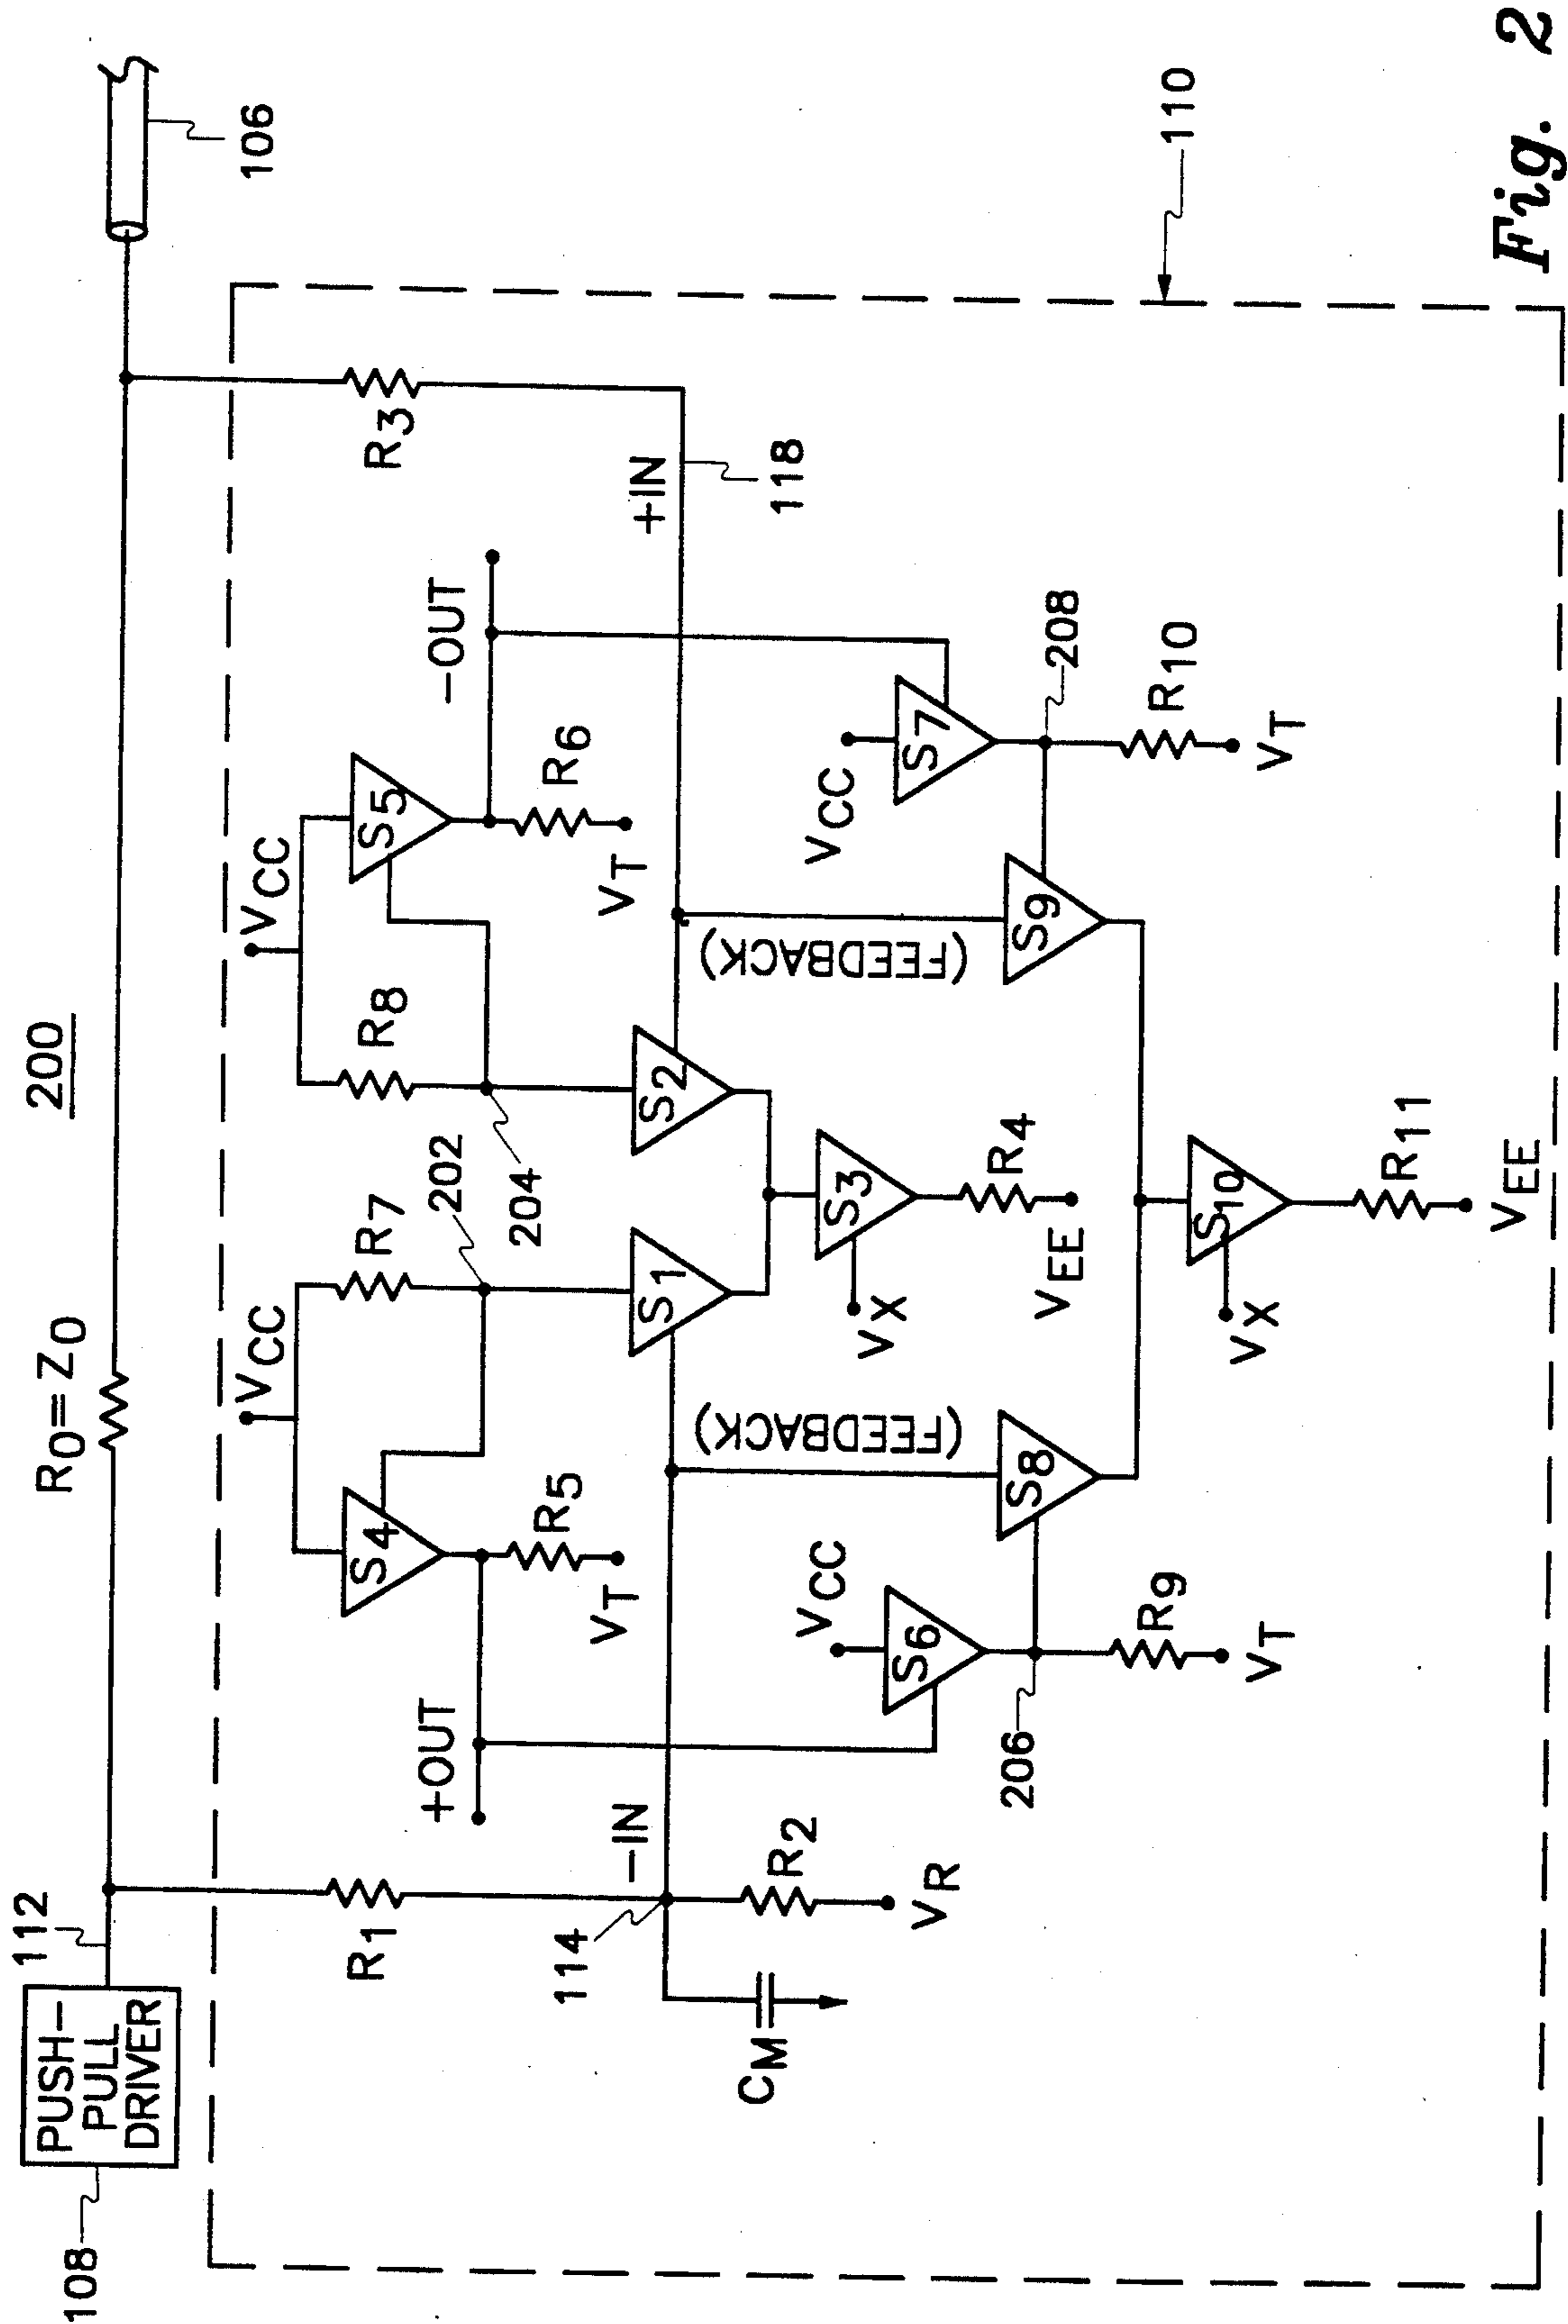 200
108
PUSH-
PULL
DRIVER
112
R0=Z0
106
R1
VCC
R7
VCC
R8
R3
S4
S5
+OUT
R5
VT
202
204
-OUT
R6
VT
-IN
114
CM
R2
VR
S1
S2
+IN
118
(FEEDBACK)
(FEEDBACK)
VX
S3
R4
VEE
VCC
S6
206
R9
VT
S8
VCC
S7
208
R10
VT
S9
VX
S10
R11
VEE
110
Fig. 2